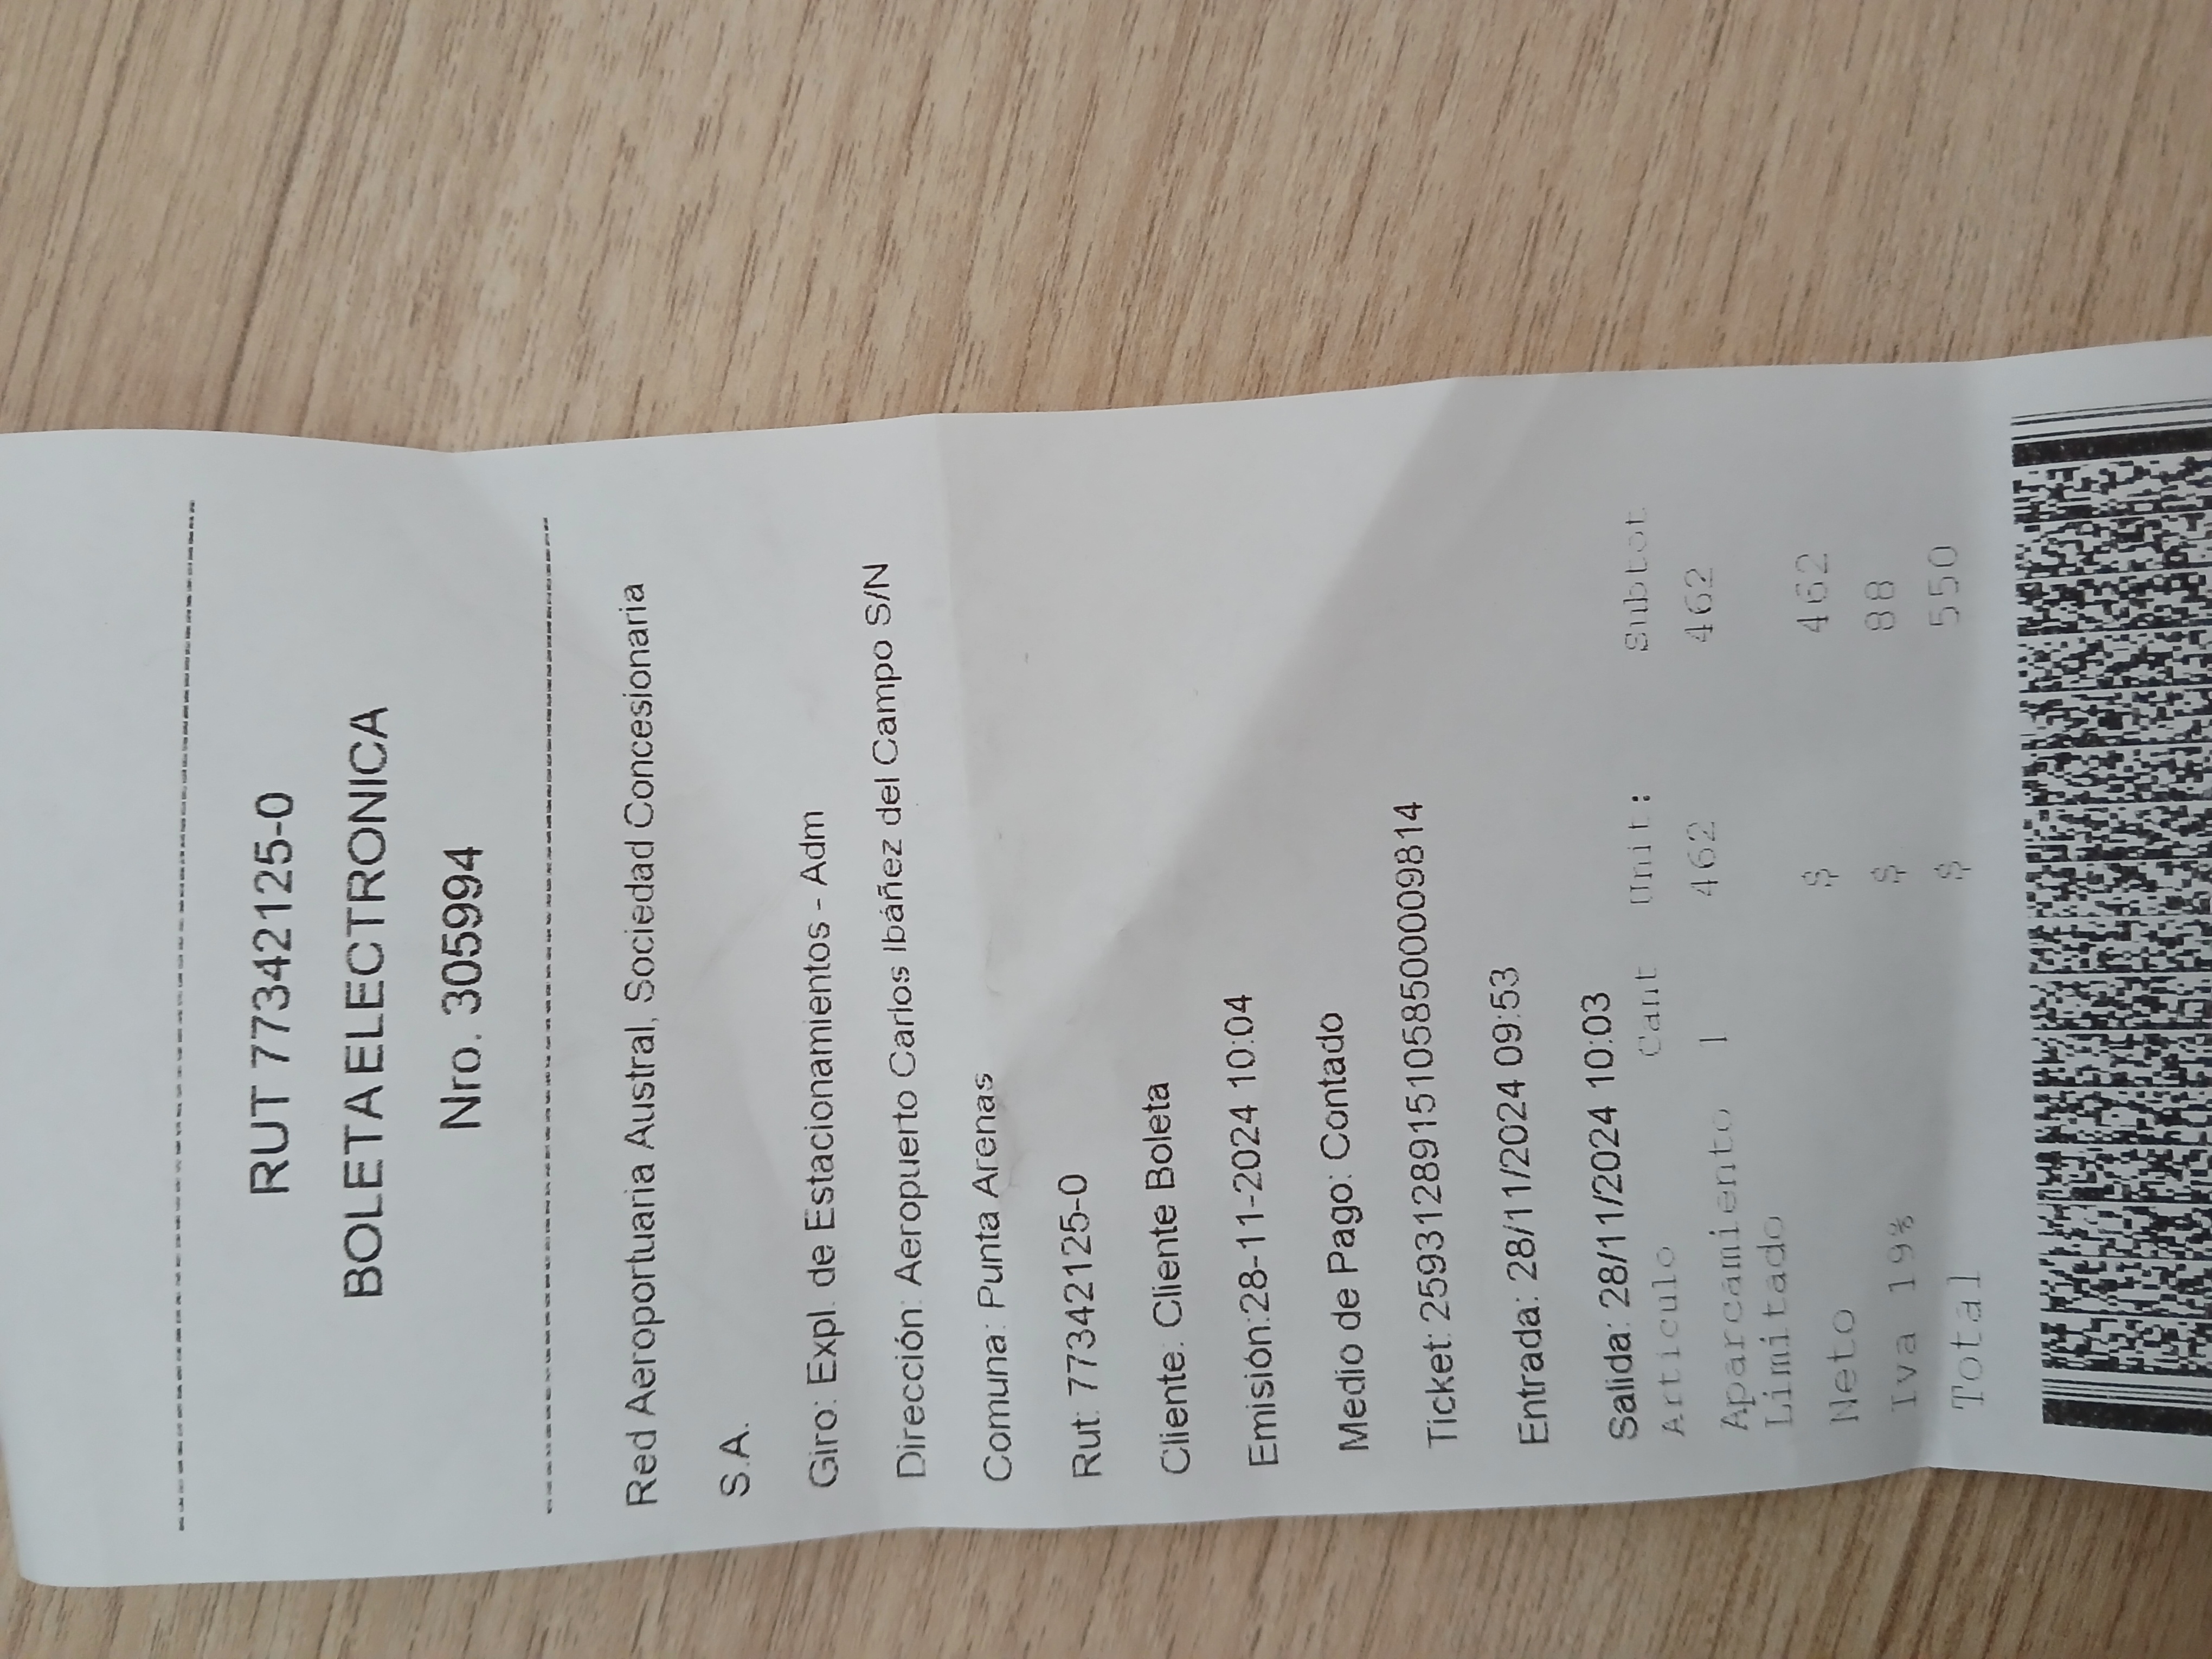 RUT 77342125-0
BOLETA ELECTRONICA
Nro. 305994
Red Aeroportuaria Austral, Sociedad Concesionaria
S.A.
Giro: Expl. de Estacionamientos - Adm
Dirección: Aeropuerto Carlos Ibáñez del Campo S/N
Comuna: Punta Arenas
Rut: 77342125-0
Cliente: Cliente Boleta
Emisión:28-11-2024 10:04
Medio de Pago: Contado
Ticket: 25931289151058500009814
Entrada: 28/11/2024 09:53
Salida: 28/11/2024 10:03
Articulo Cant Unit: Subtot
Aparcamiento 1 462 462
Limitado
Neto $ 462
Iva 19% $ 88
Total $ 550